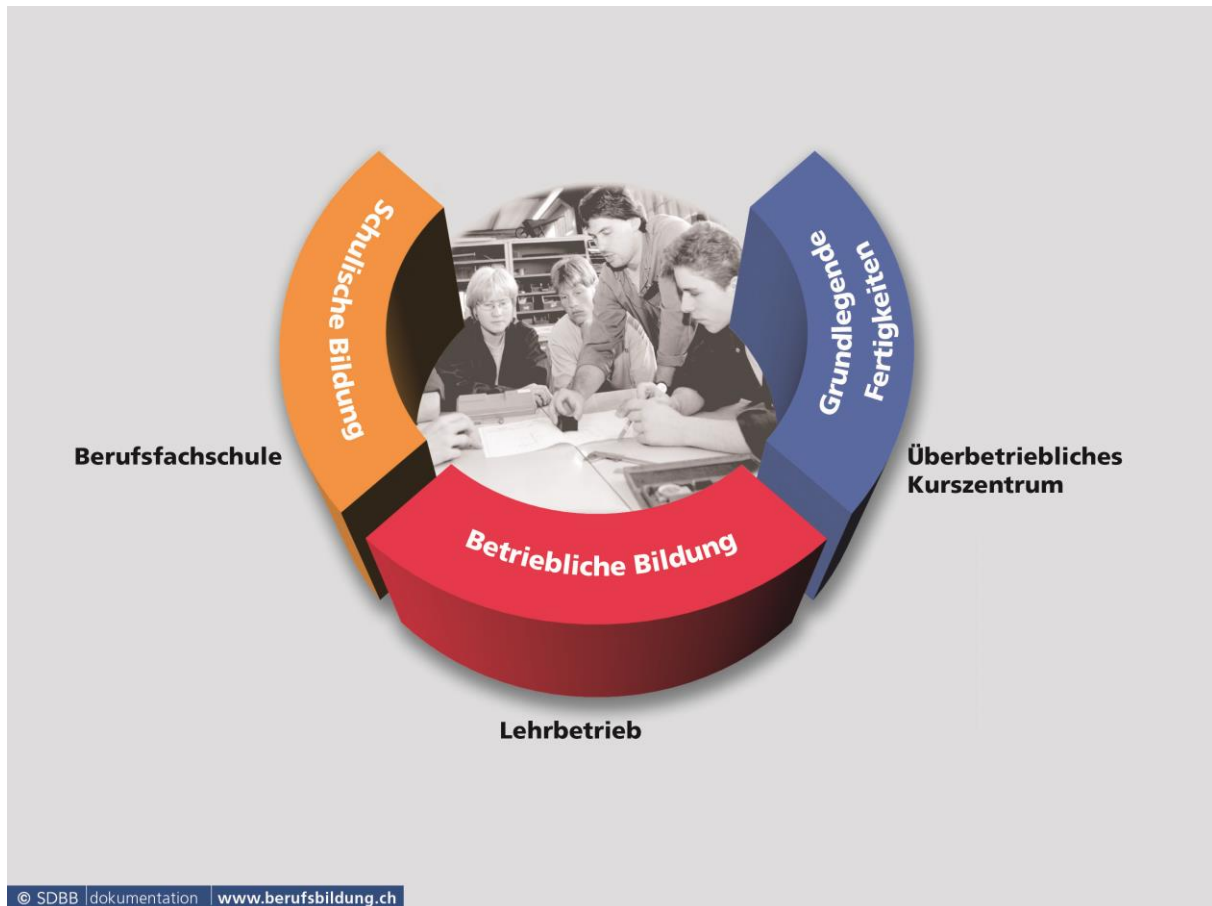 Schulische Bildung
Grundlegende
Fertigkeiten
Berufsfachschule
Überbetriebliches
Kurszentrum
Betriebliche Bildung
Lehrbetrieb
© SDBB dokumentation www.berufsbildung.ch